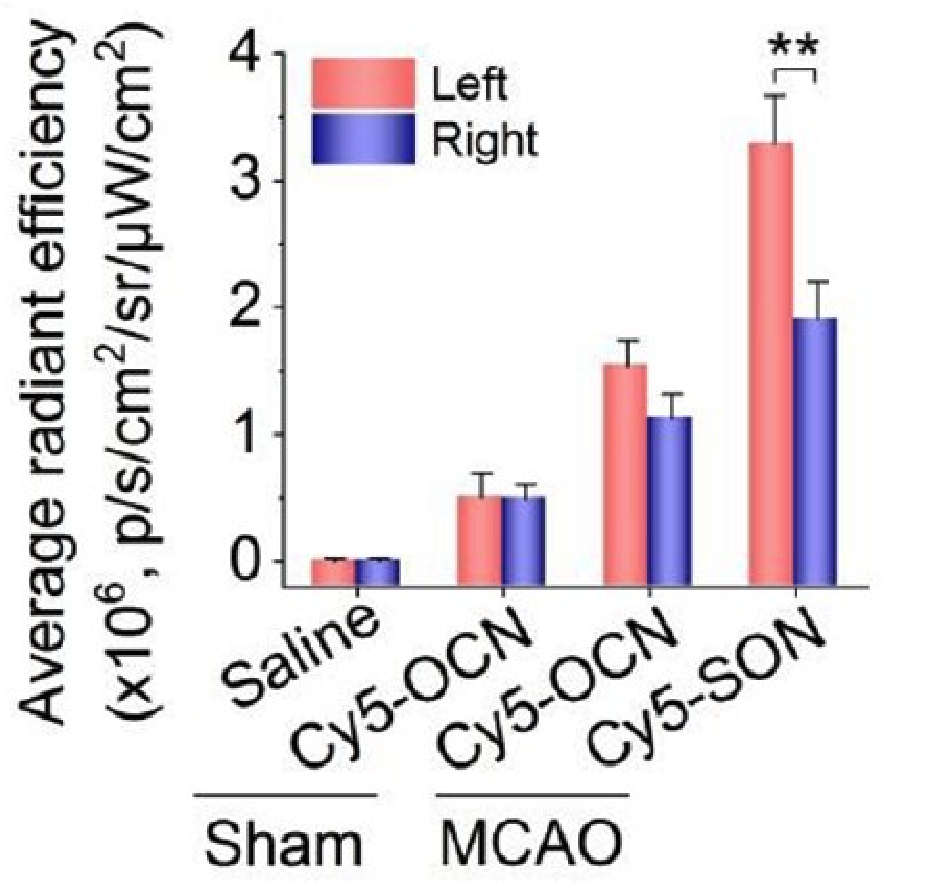 Average radiant efficiency
(x10⁶, p/s/cm²/sr/µW/cm²)
4
3
2
1
0
Left
Right
**
Saline
Cy5-OCN
Cy5-OCN
Cy5-SON
Sham
MCAO